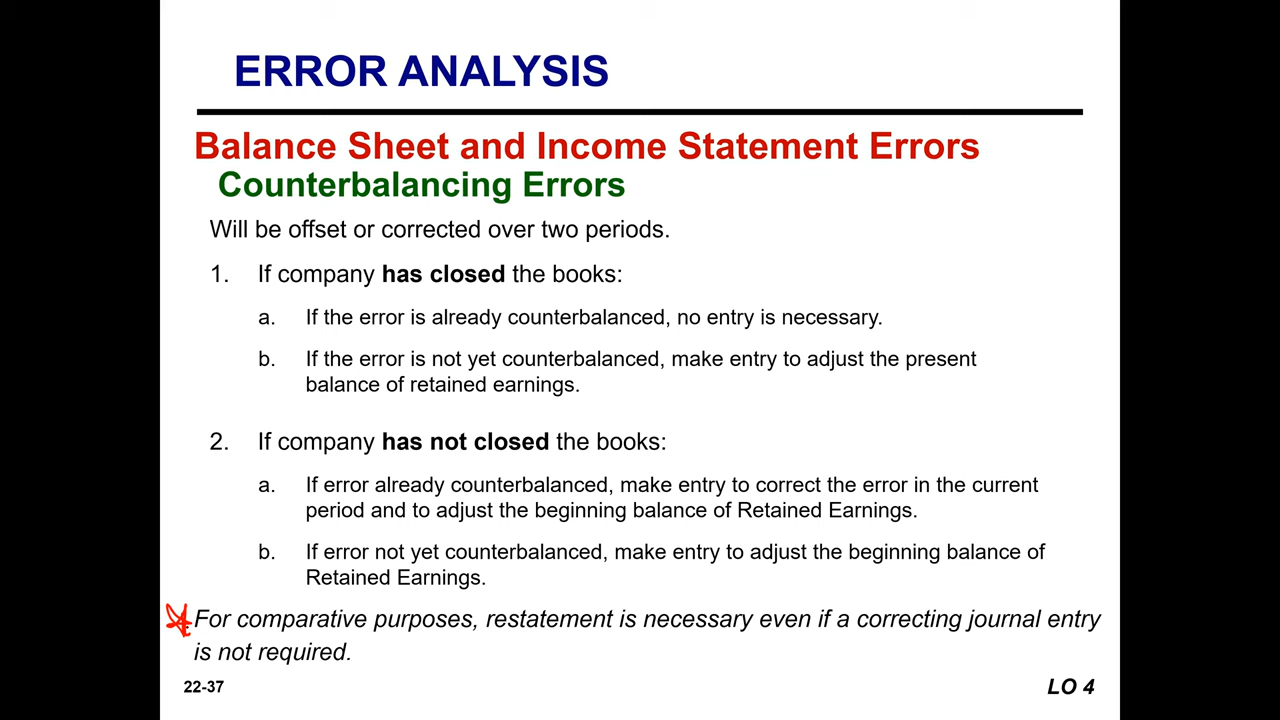 ERROR ANALYSIS
Balance Sheet and Income Statement Errors
Counterbalancing Errors
Will be offset or corrected over two periods.
1. If company has closed the books:
a. If the error is already counterbalanced, no entry is necessary.
b. If the error is not yet counterbalanced, make entry to adjust the present
balance of retained earnings.
2. If company has not closed the books:
a. If error already counterbalanced, make entry to correct the error in the current
period and to adjust the beginning balance of Retained Earnings.
b. If error not yet counterbalanced, make entry to adjust the beginning balance of
Retained Earnings.
For comparative purposes, restatement is necessary even if a correcting journal entry
is not required.
22-37
LO 4